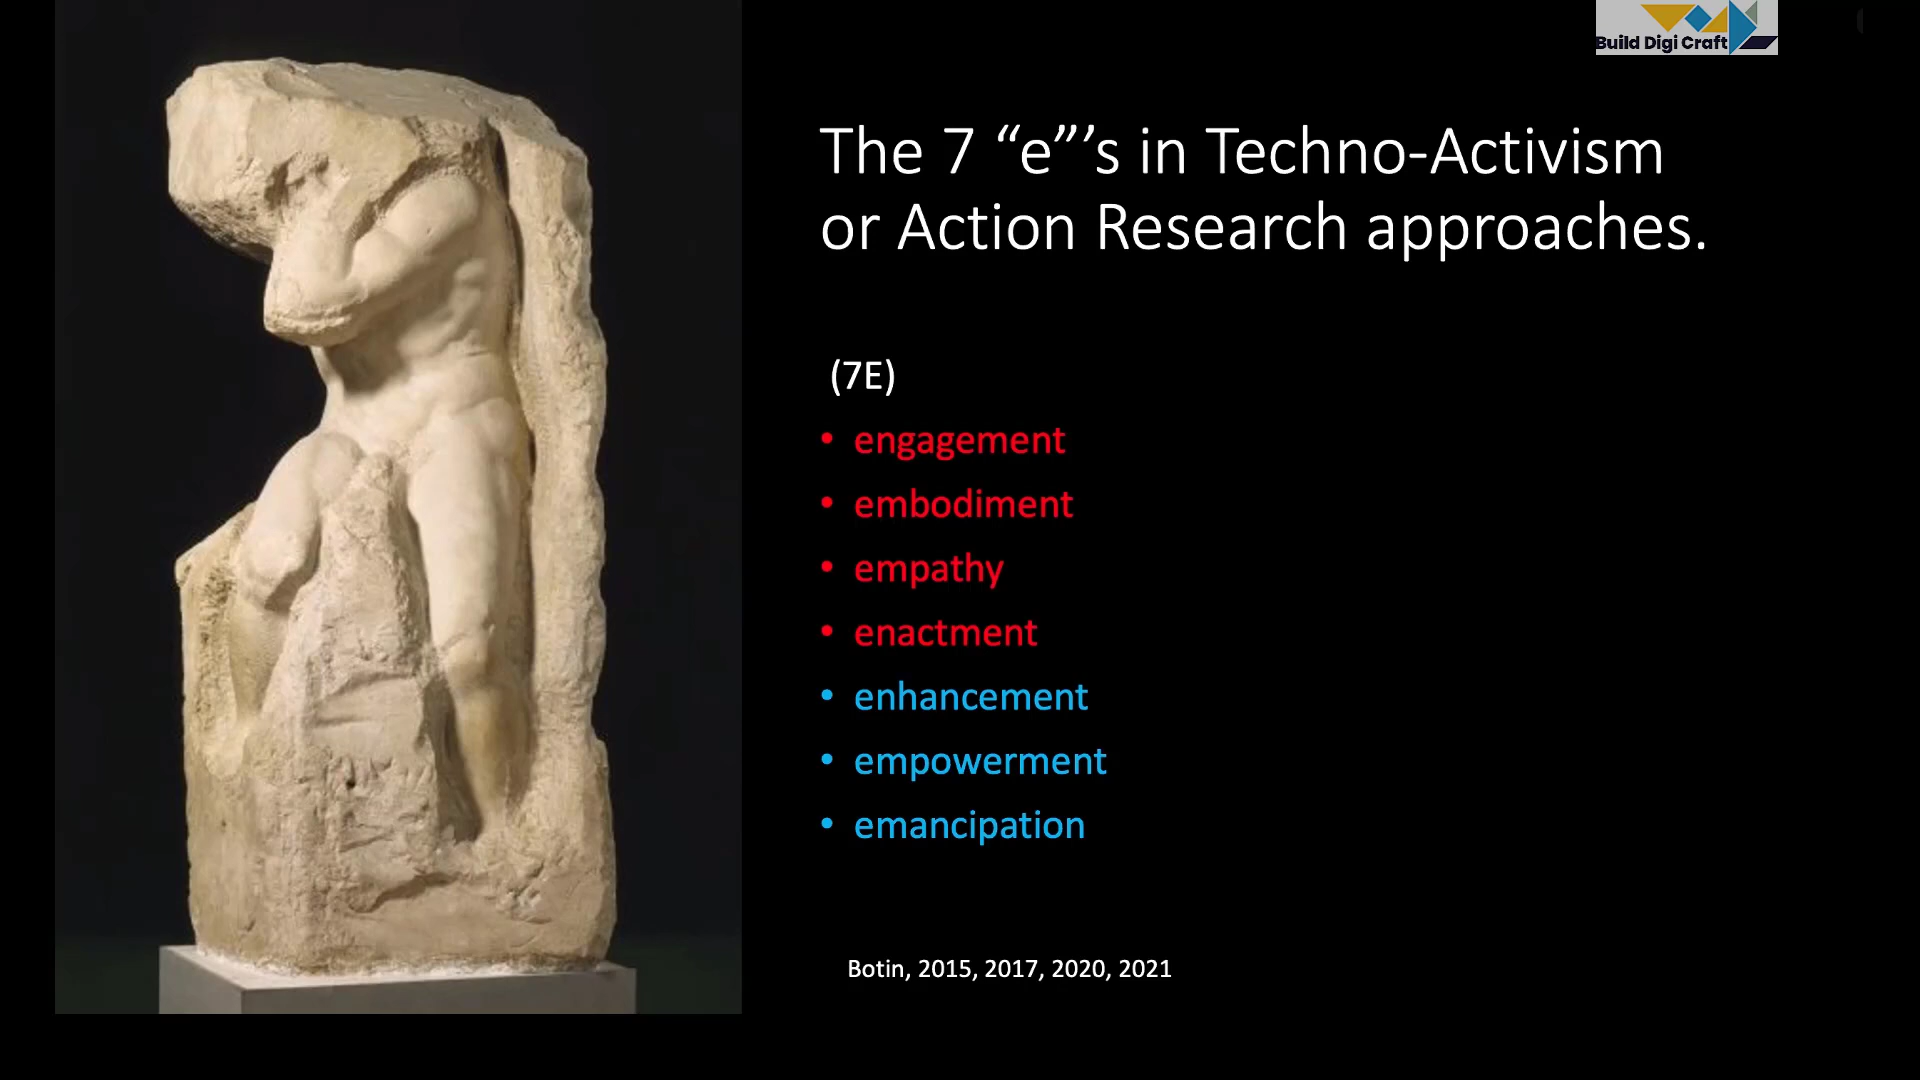 Build Digi Craft
The 7 “e”’s in Techno-Activism
or Action Research approaches.
(7E)
• engagement
• embodiment
• empathy
• enactment
• enhancement
• empowerment
• emancipation
Botin, 2015, 2017, 2020, 2021